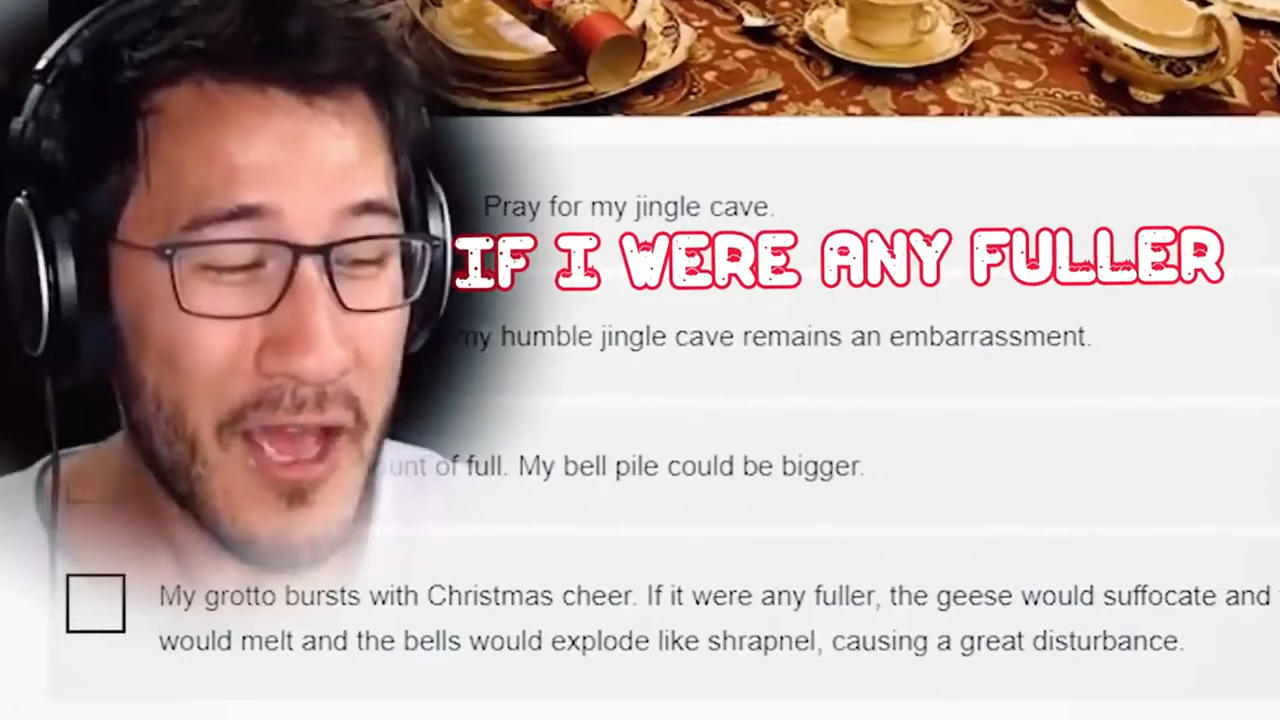 Pray for my jingle cave.
IF I WERE ANY FULLER
my humble jingle cave remains an embarrassment.
of full. My bell pile could be bigger.
My grotto bursts with Christmas cheer. If it were any fuller, the geese would suffocate and
would melt and the bells would explode like shrapnel, causing a great disturbance.